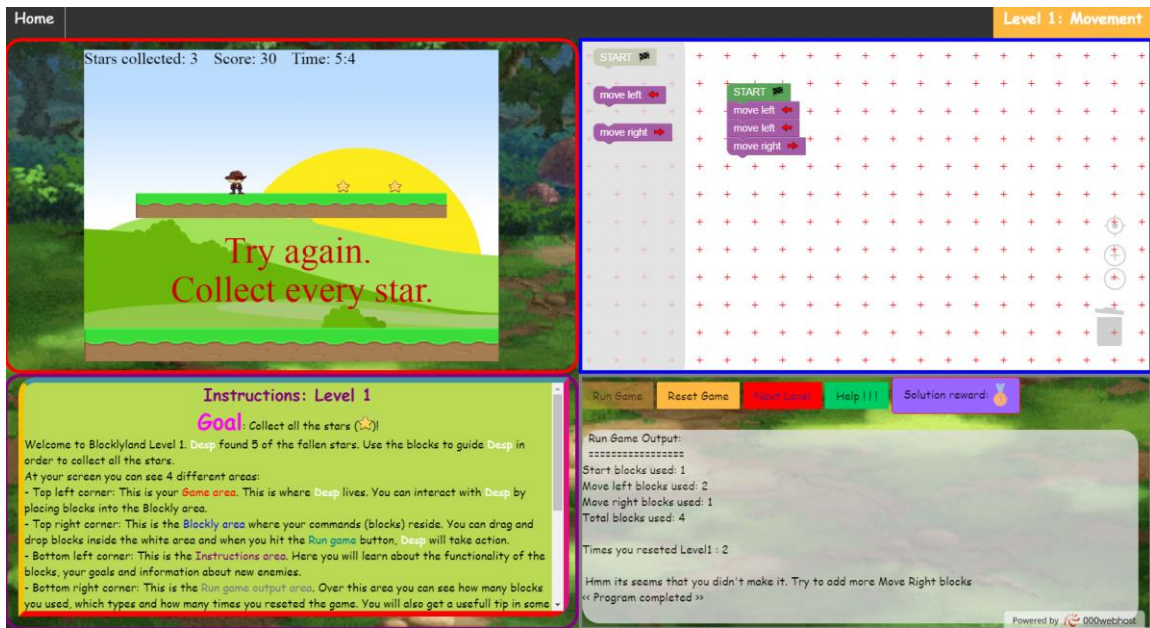 Home
Level 1: Movement
Stars collected: 3 Score: 30 Time: 5:4
Try again.
Collect every star.
START
move left
move right
START
move left
move left
move right
Instructions: Level 1
Goal: Collect all the stars ( )!
Welcome to Blocklyland Level 1. Desp found 5 of the fallen stars. Use the blocks to guide Desp in
order to collect all the stars.
At your screen you can see 4 different areas:
- Top left corner: This is your Game area. This is where Desp lives. You can interact with Desp by
placing blocks into the Blockly area.
- Top right corner: This is the Blockly area where your commands (blocks) reside. You can drag and
drop blocks inside the white area and when you hit the Run game button, Desp will take action.
- Bottom left corner: This is the Instructions area. Here you will learn about the functionality of the
blocks, your goals and information about new enemies.
- Bottom right corner: This is the Run game output area. Over this area you can see how many blocks
you used, which types and how many times you reseted the game. You will also get a usefull tip in some
Run Game
Reset Game
Next Level
Help !!!
Solution reward:
Run Game Output:
=================
Start blocks used: 1
Move left blocks used: 2
Move right blocks used: 1
Total blocks used: 4
Times you reseted Level1 : 2
Hmm its seems that you didn't make it. Try to add more Move Right blocks
<< Program completed >>
Powered by 000webhost